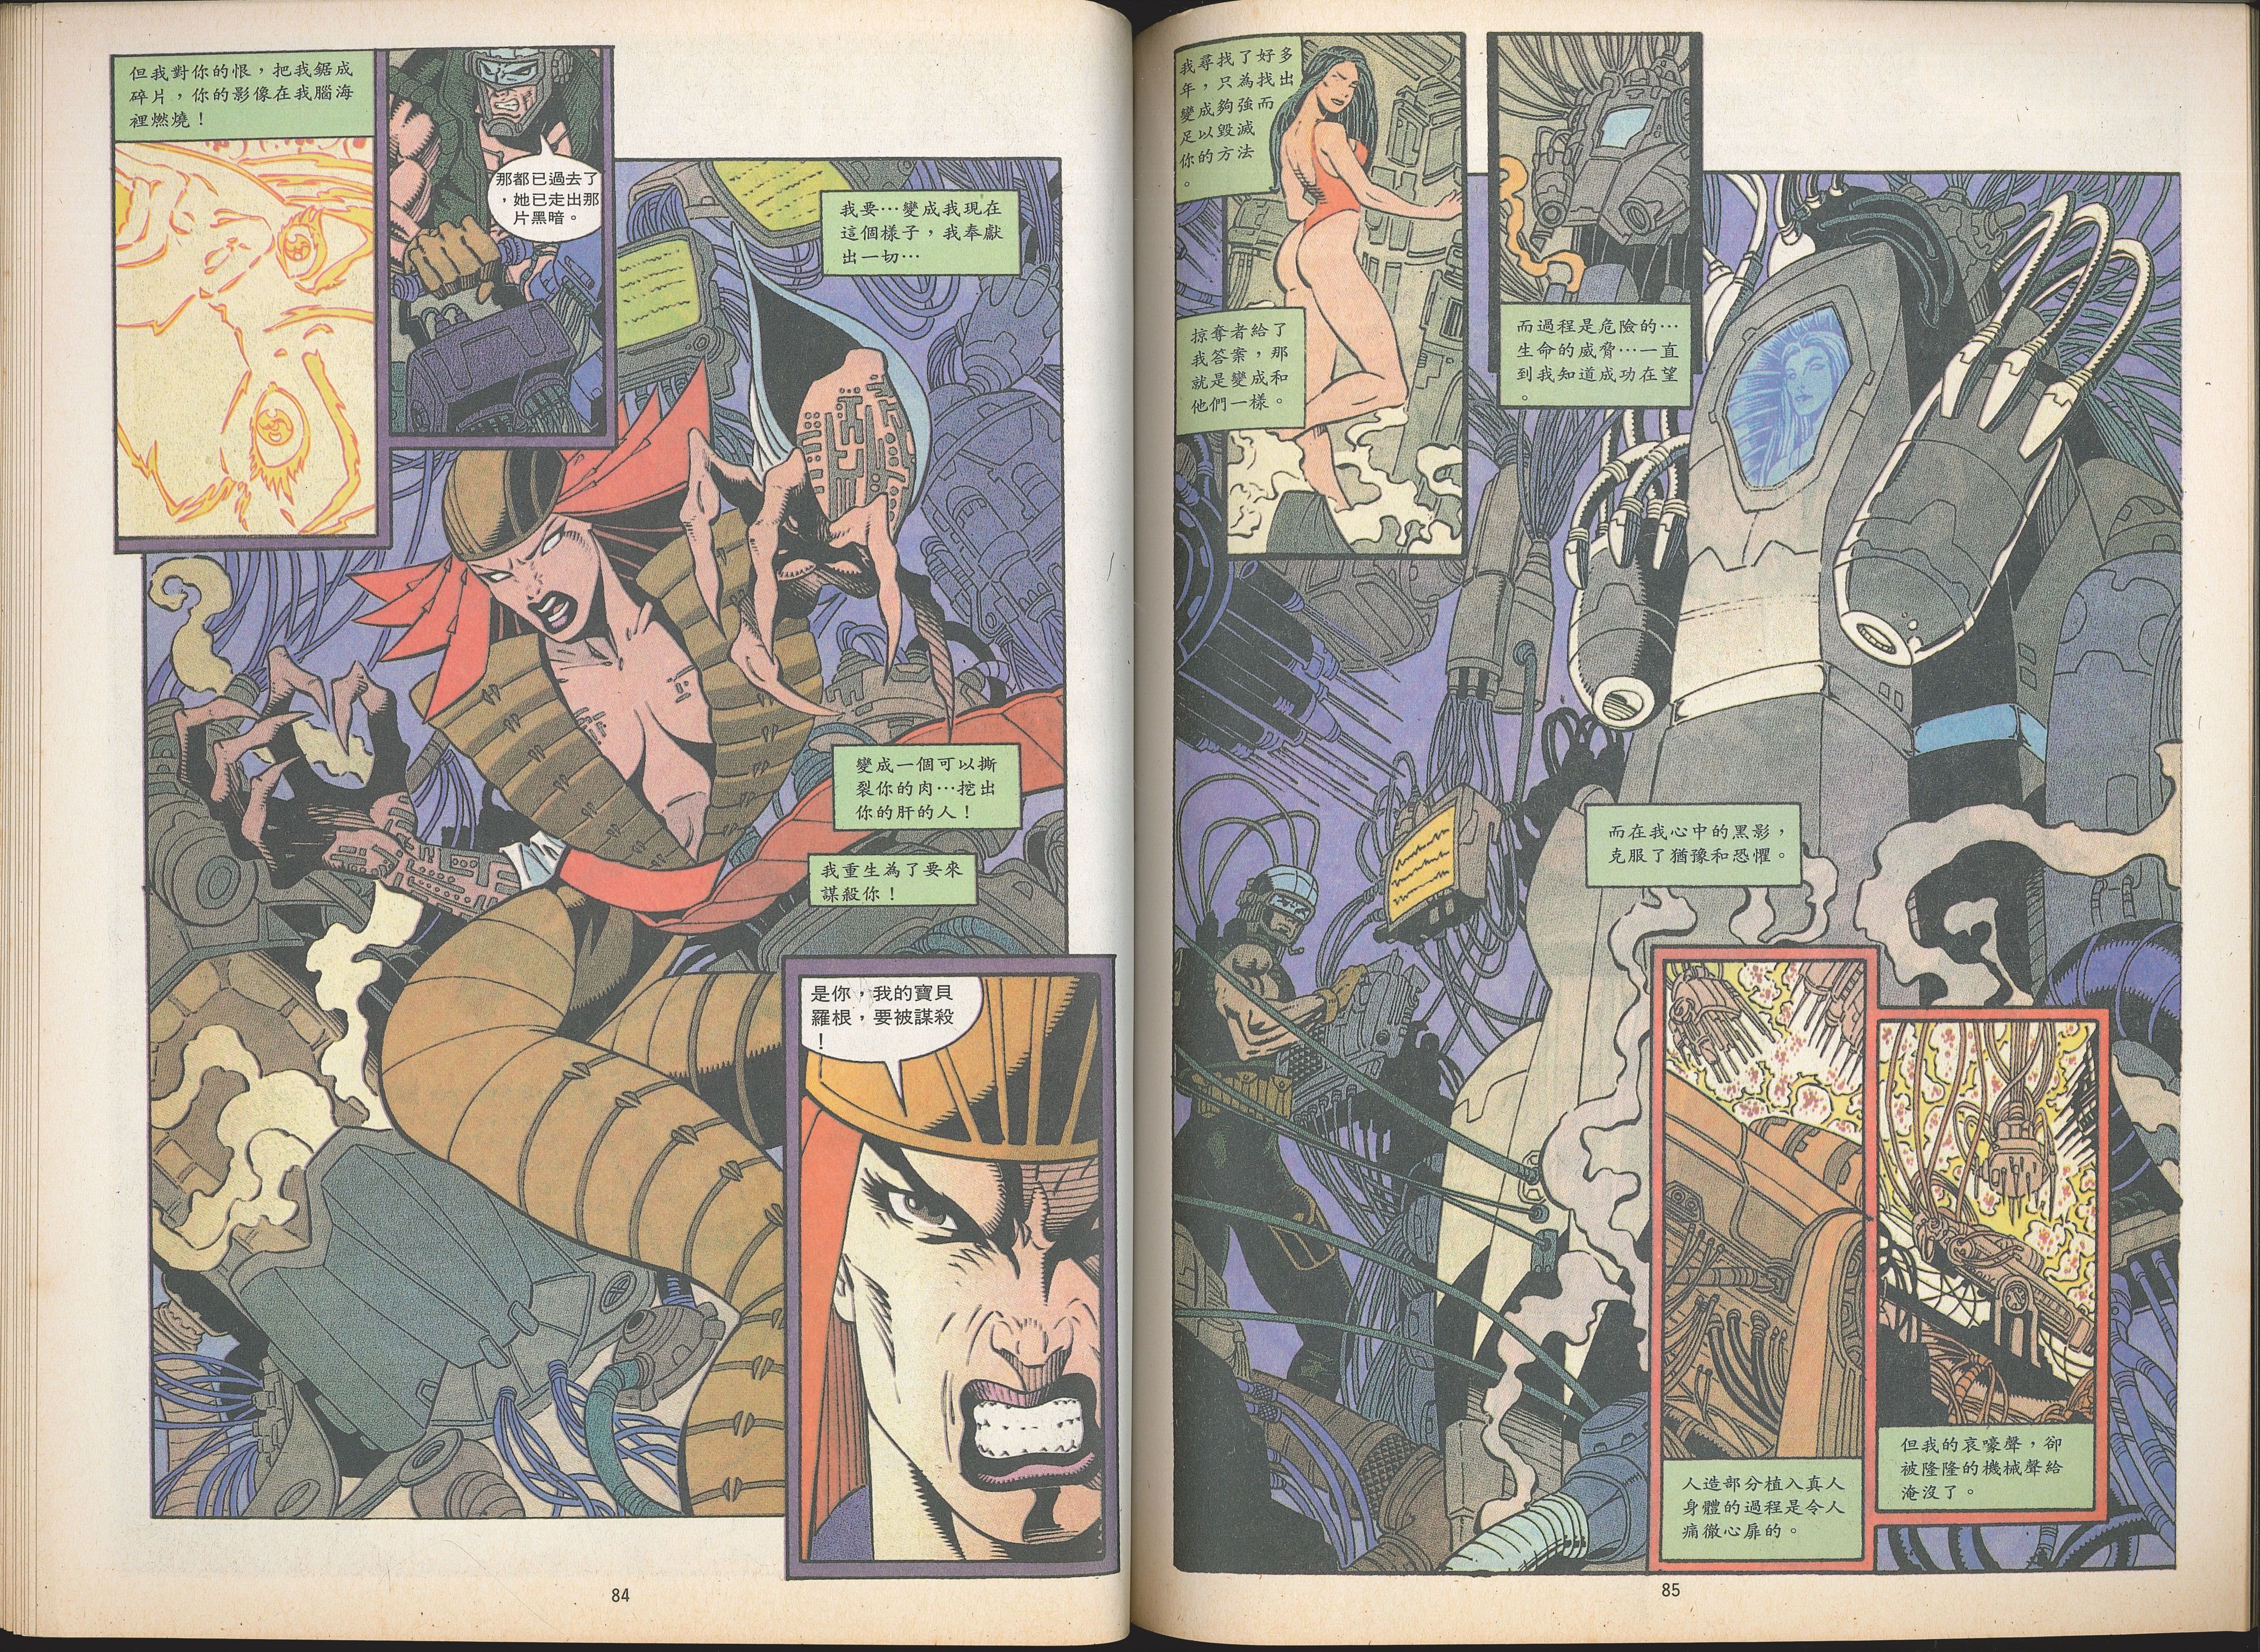 但我對你的恨，把我鋸成
碎片，你的影像在我腦海
裡燃燒！
那都已過去了
，她已走出那
片黑暗。
我要…變成我現在
這個樣子，我奉獻
出一切…
變成一個可以撕
裂你的肉…挖出
你的肝的人！
我重生為了要來
謀殺你！
是你，我的寶貝
羅根，要被謀殺
！
84
我尋找了好多
年，只為找出
變成夠強而
足以毀滅
你的方法
。
掠奪者給了
我答案，那
就是變成和
他們一樣。
而過程是危險的…
生命的威脅…一直
到我知道成功在望
。
而在我心中的黑影，
克服了猶豫和恐懼。
人造部分植入真人
身體的過程是令人
痛徹心扉的。
但我的哀嚎聲，卻
被隆隆的機械聲給
淹沒了。
85